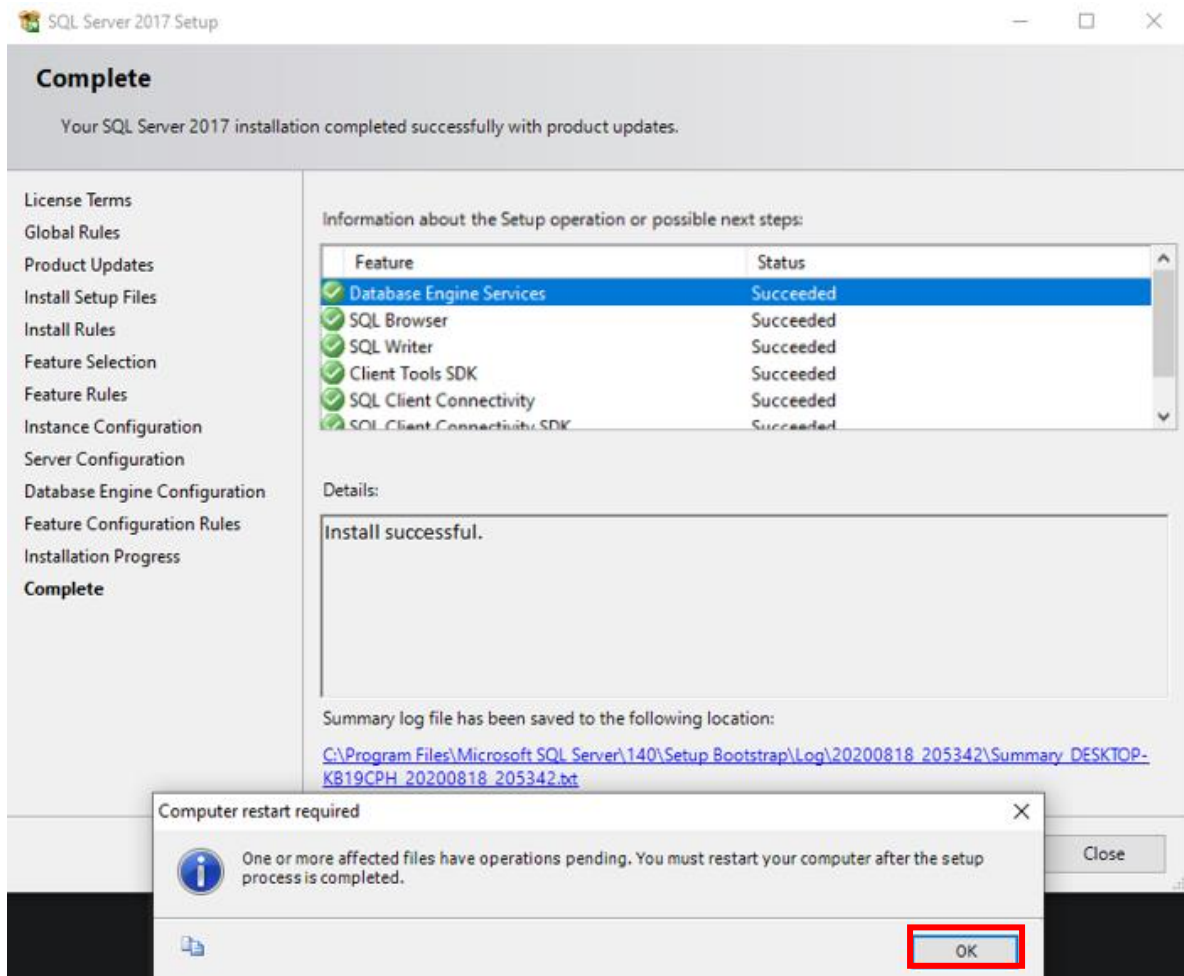 SQL Server 2017 Setup
Complete
Your SQL Server 2017 installation completed successfully with product updates.
License Terms
Global Rules
Product Updates
Install Setup Files
Install Rules
Feature Selection
Feature Rules
Instance Configuration
Server Configuration
Database Engine Configuration
Feature Configuration Rules
Installation Progress
Complete
Information about the Setup operation or possible next steps:
Feature Status
Database Engine Services Succeeded
SQL Browser Succeeded
SQL Writer Succeeded
Client Tools SDK Succeeded
SQL Client Connectivity Succeeded
SQL Client Connectivity SDK Succeeded
Details:
Install successful.
Summary log file has been saved to the following location:
C:\Program Files\Microsoft SQL Server\140\Setup Bootstrap\Log\20200818_205342\Summary_DESKTOP-
KB19CPH_20200818_205342.txt
Computer restart required
One or more affected files have operations pending. You must restart your computer after the setup
process is completed.
Close
OK